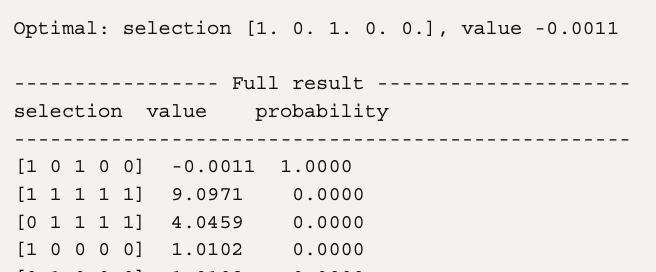 Optimal: selection [1. 0. 1. 0. 0.], value -0.0011
----------------- Full result ---------------------
selection value probability
---------------------------------------------------
[1 0 1 0 0] -0.0011 1.0000
[1 1 1 1 1] 9.0971 0.0000
[0 1 1 1 1] 4.0459 0.0000
[1 0 0 0 0] 1.0102 0.0000